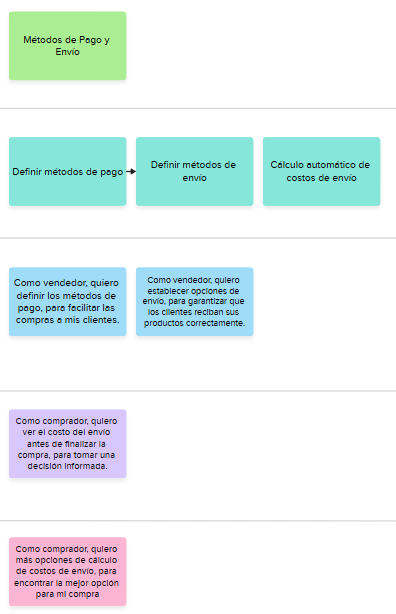 Métodos de Pago y
Envío
Definir métodos de pago
Definir métodos de
envío
Cálculo automático de
costos de envío
Como vendedor, quiero
definir los métodos de
pago, para facilitar las
compras a mis clientes.
Como vendedor, quiero
establecer opciones de
envío, para garantizar que
los clientes reciban sus
productos correctamente.
Como comprador, quiero
ver el costo del envío
antes de finalizar la
compra, para tomar una
decisión informada.
Como comprador, quiero
más opciones de cálculo
de costos de envío, para
encontrar la mejor opción
para mi compra